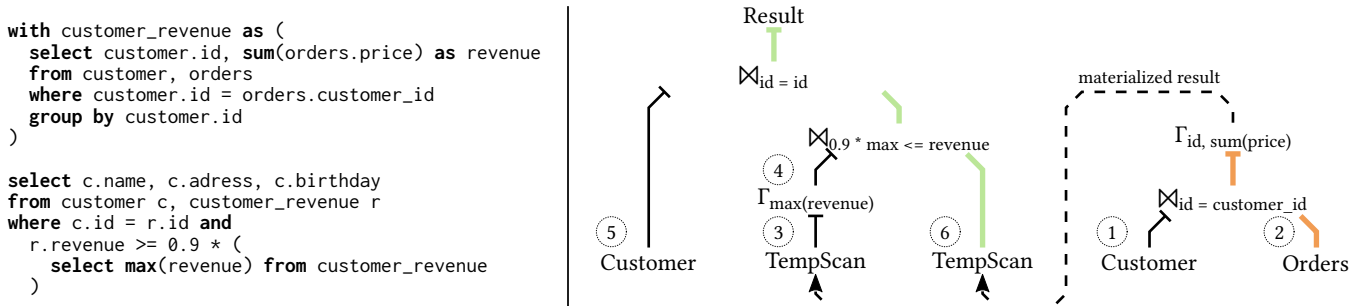 with customer_revenue as (
select customer.id, sum(orders.price) as revenue
from customer, orders
where customer.id = orders.customer_id
group by customer.id
)
select c.name, c.adress, c.birthday
from customer c, customer_revenue r
where c.id = r.id and
r.revenue >= 0.9 * (
select max(revenue) from customer_revenue
)
Result
⋈id = id
materialized result
⋈0.9 * max <= revenue
Γid, sum(price)
4
Γmax(revenue)
⋈id = customer_id
5
3
6
1
2
Customer
TempScan
TempScan
Customer
Orders